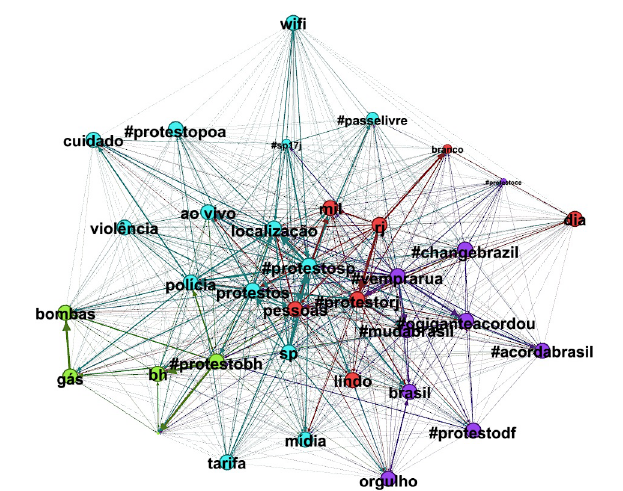 wifi
#passelivre
#protestopoa
cuidado
#sp17j
branco
#protestoce
ao vivo
mil
dia
violência
localização
rj
#changebrazil
#protestosp
#vemprarua
polícia
protestos
#protestorj
pessoas
bombas
#mudabrasil
#ogiganteacordou
sp
#acordabrasil
#protestobh
bh
gás
lindo
brasil
#protestodf
mídia
tarifa
orgulho